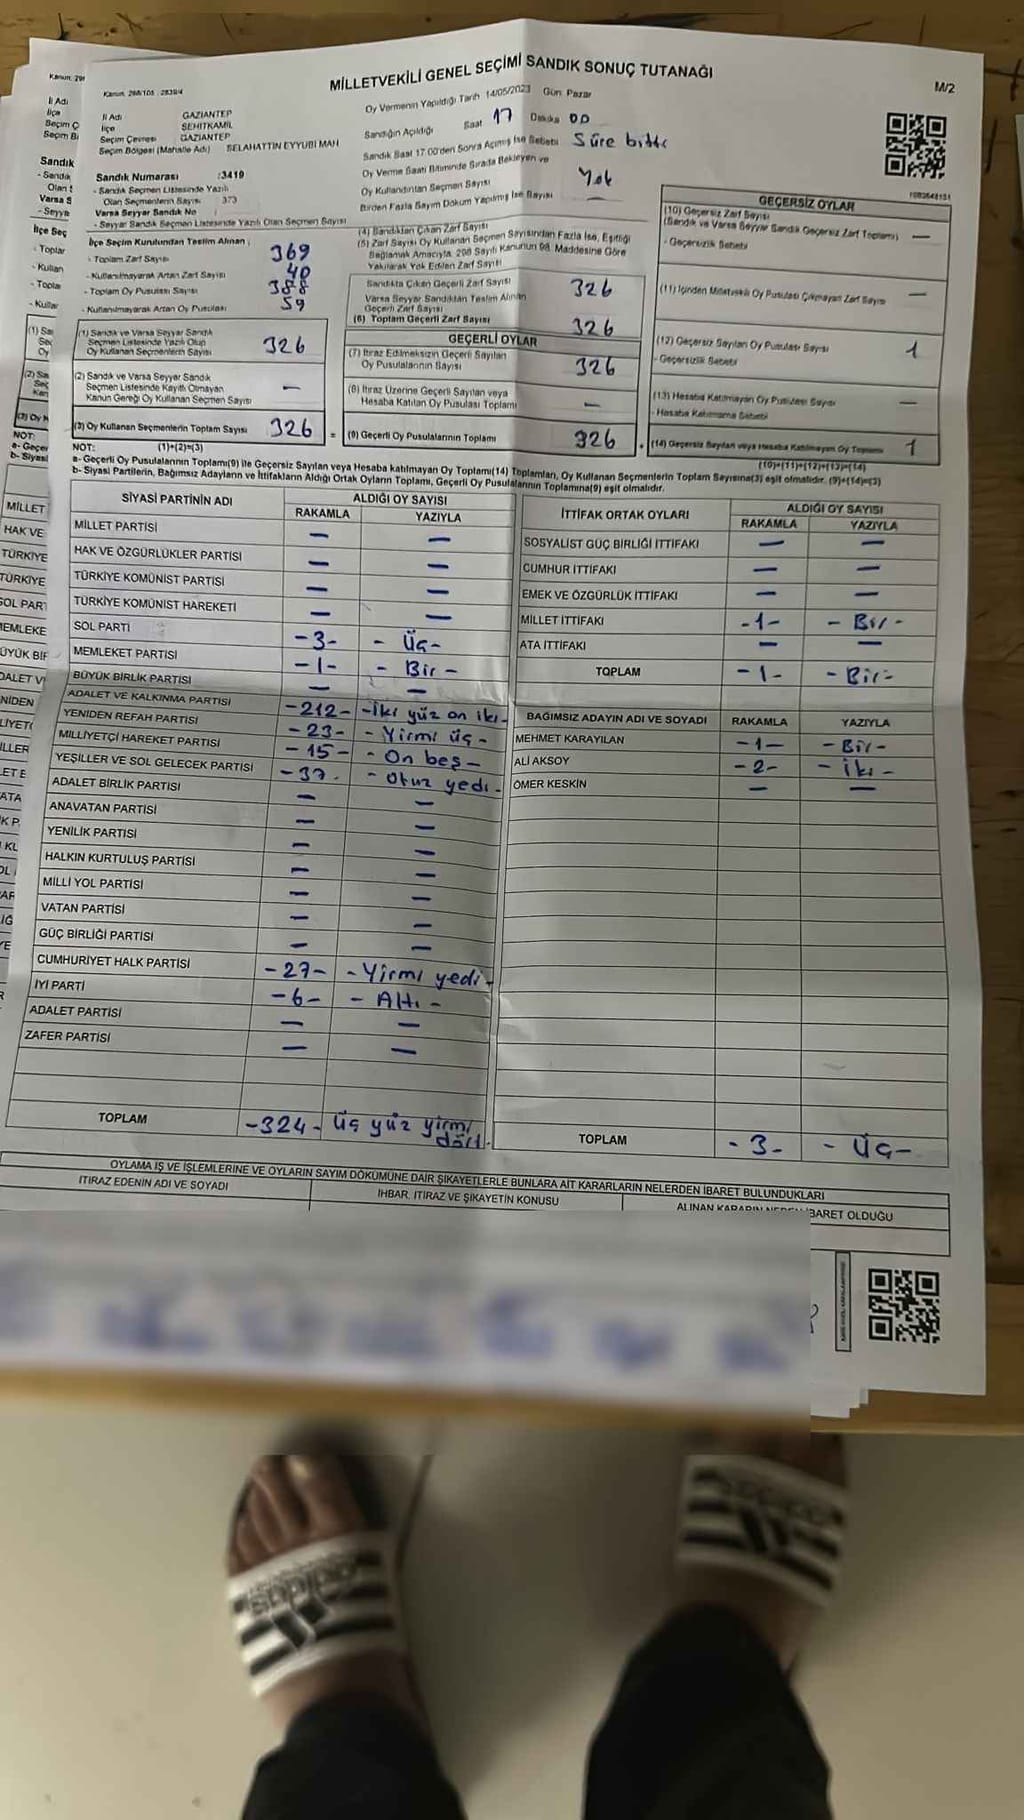 MİLLETVEKİLİ GENEL SEÇİMİ SANDIK SONUÇ TUTANAĞI
M/2
Kanun: 298/105 : 2839/4
Oy Vermenin Yapıldığı Tarih 14/05/2023 Gün: Pazar
İl Adı GAZİANTEP
İlçe ŞEHİTKAMİL
Seçim Çevresi GAZİANTEP
Seçim Bölgesi (Mahalle Adı) SELAHATTİN EYYUBİ MAH
Sandığın Açıldığı Saat 17 Dakika 00
Sandık Saat 17.00'den Sonra Açılmış İse Sebebi Süre bitti
Oy Verme Saati Bitiminde Sırada Bekleyen ve
Oy Kullandırılan Seçmen Sayısı Yok
Birden Fazla Sayım Döküm Yapılmış İse Sayısı —
Sandık Numarası :3419
- Sandık Seçmen Listesinde Yazılı
Olan Seçmenlerin Sayısı 373
Varsa Seyyar Sandık No
- Seyyar Sandık Seçmen Listesinde Yazılı Olan Seçmen Sayısı
İlçe Seçim Kurulundan Teslim Alınan
- Toplam Zarf Sayısı 369
- Kullanılmayarak Artan Zarf Sayısı 40
- Toplam Oy Pusulası Sayısı 388
- Kullanılmayarak Artan Oy Pusulası 59
(1) Sandık ve Varsa Seyyar Sandık
Seçmen Listesinde Yazılı Olup
Oy Kullanan Seçmenlerin Sayısı 326
(2) Sandık ve Varsa Seyyar Sandık
Seçmen Listesinde Kayıtlı Olmayan
Kanun Gereği Oy Kullanan Seçmen Sayısı —
(3) Oy Kullanan Seçmenlerin Toplam Sayısı 326
(4) Sandıktan Çıkan Zarf Sayısı
(5) Zarf Sayısı Oy Kullanan Seçmen Sayısından Fazla İse, Eşitliği
Sağlamak Amacıyla, 298 Sayılı Kanunun 98. Maddesine Göre
Yakılarak Yok Edilen Zarf Sayısı
Sandıkta Çıkan Geçerli Zarf Sayısı 326
Varsa Seyyar Sandıktan Teslim Alınan
Geçerli Zarf Sayısı
(6) Toplam Geçerli Zarf Sayısı 326
GEÇERLİ OYLAR
(7) İtiraz Edilmeksizin Geçerli Sayılan
Oy Pusulasının Sayısı 326
(8) İtiraz Üzerine Geçerli Sayılan veya
Hesaba Katılan Oy Pusulası Toplamı —
= (9) Geçerli Oy Pusulalarının Toplamı 326
GEÇERSİZ OYLAR
(10) Geçersiz Zarf Sayısı
(Sandık ve Varsa Seyyar Sandık Geçersiz Zarf Toplamı) —
- Geçersizlik Sebebi
(11) İçinden Milletvekili Oy Pusulası Çıkmayan Zarf Sayısı —
(12) Geçersiz Sayılan Oy Pusulası Sayısı 1
- Geçersizlik Sebebi
(13) Hesaba Katılmayan Oy Pusulası Sayısı —
- Hesaba Katılmama Sebebi
+ (14) Geçersiz Sayılan veya Hesaba Katılmayan Oy Toplamı 1
NOT: (1)+(2)=(3)
(10)+(11)+(12)+(13)=(14)
a- Geçerli Oy Pusulalarının Toplamı(9) ile Geçersiz Sayılan veya Hesaba katılmayan Oy Toplamı(14) Toplamları, Oy Kullanan Seçmenlerin Toplam Sayısına(3) eşit olmalıdır. (9)+(14)=(3)
b- Siyasi Partilerin, Bağımsız Adayların ve İttifakların Aldığı Ortak Oyların Toplamı, Geçerli Oy Pusulalarının Toplamına(9) eşit olmalıdır.
SİYASİ PARTİNİN ADI ALDIĞI OY SAYISI
RAKAMLA YAZIYLA
MİLLET PARTİSİ — —
HAK VE ÖZGÜRLÜKLER PARTİSİ — —
TÜRKİYE KOMÜNİST PARTİSİ — —
TÜRKİYE KOMÜNİST HAREKETİ — —
SOL PARTİ -3- - Üç-
MEMLEKET PARTİSİ -1- - Bir -
BÜYÜK BİRLİK PARTİSİ — —
ADALET VE KALKINMA PARTİSİ -212- -İki yüz on iki-
YENİDEN REFAH PARTİSİ -23- - Yirmi üç -
MİLLİYETÇİ HAREKET PARTİSİ -15- - On beş -
YEŞİLLER VE SOL GELECEK PARTİSİ -37- - Otuz yedi -
ADALET BİRLİK PARTİSİ — —
ANAVATAN PARTİSİ — —
YENİLİK PARTİSİ — —
HALKIN KURTULUŞ PARTİSİ — —
MİLLİ YOL PARTİSİ — —
VATAN PARTİSİ — —
GÜÇ BİRLİĞİ PARTİSİ — —
CUMHURİYET HALK PARTİSİ -27- - Yirmi yedi -
İYİ PARTİ -6- - Altı -
ADALET PARTİSİ — —
ZAFER PARTİSİ — —
TOPLAM -324- Üç yüz yirmi dört -
İTTİFAK ORTAK OYLARI ALDIĞI OY SAYISI
RAKAMLA YAZIYLA
SOSYALİST GÜÇ BİRLİĞİ İTTİFAKI — —
CUMHUR İTTİFAKI — —
EMEK VE ÖZGÜRLÜK İTTİFAKI — —
MİLLET İTTİFAKI -1- - Bir -
ATA İTTİFAKI — —
TOPLAM -1- - Bir-
BAĞIMSIZ ADAYIN ADI VE SOYADI RAKAMLA YAZIYLA
MEHMET KARAYILAN -1- - Bir -
ALİ AKSOY -2- - İki -
ÖMER KESKİN — —
TOPLAM -3- - Üç-
OYLAMA İŞ VE İŞLEMLERİNE VE OYLARIN SAYIM DÖKÜMÜNE DAİR ŞİKAYETLERLE BUNLARA AİT KARARLARIN NELERDEN İBARET BULUNDUKLARI
İTİRAZ EDENİN ADI VE SOYADI
İHBAR, İTİRAZ VE ŞİKAYETİN KONUSU
ALINAN KARARIN NEDEN İBARET OLDUĞU
adidas
adidas